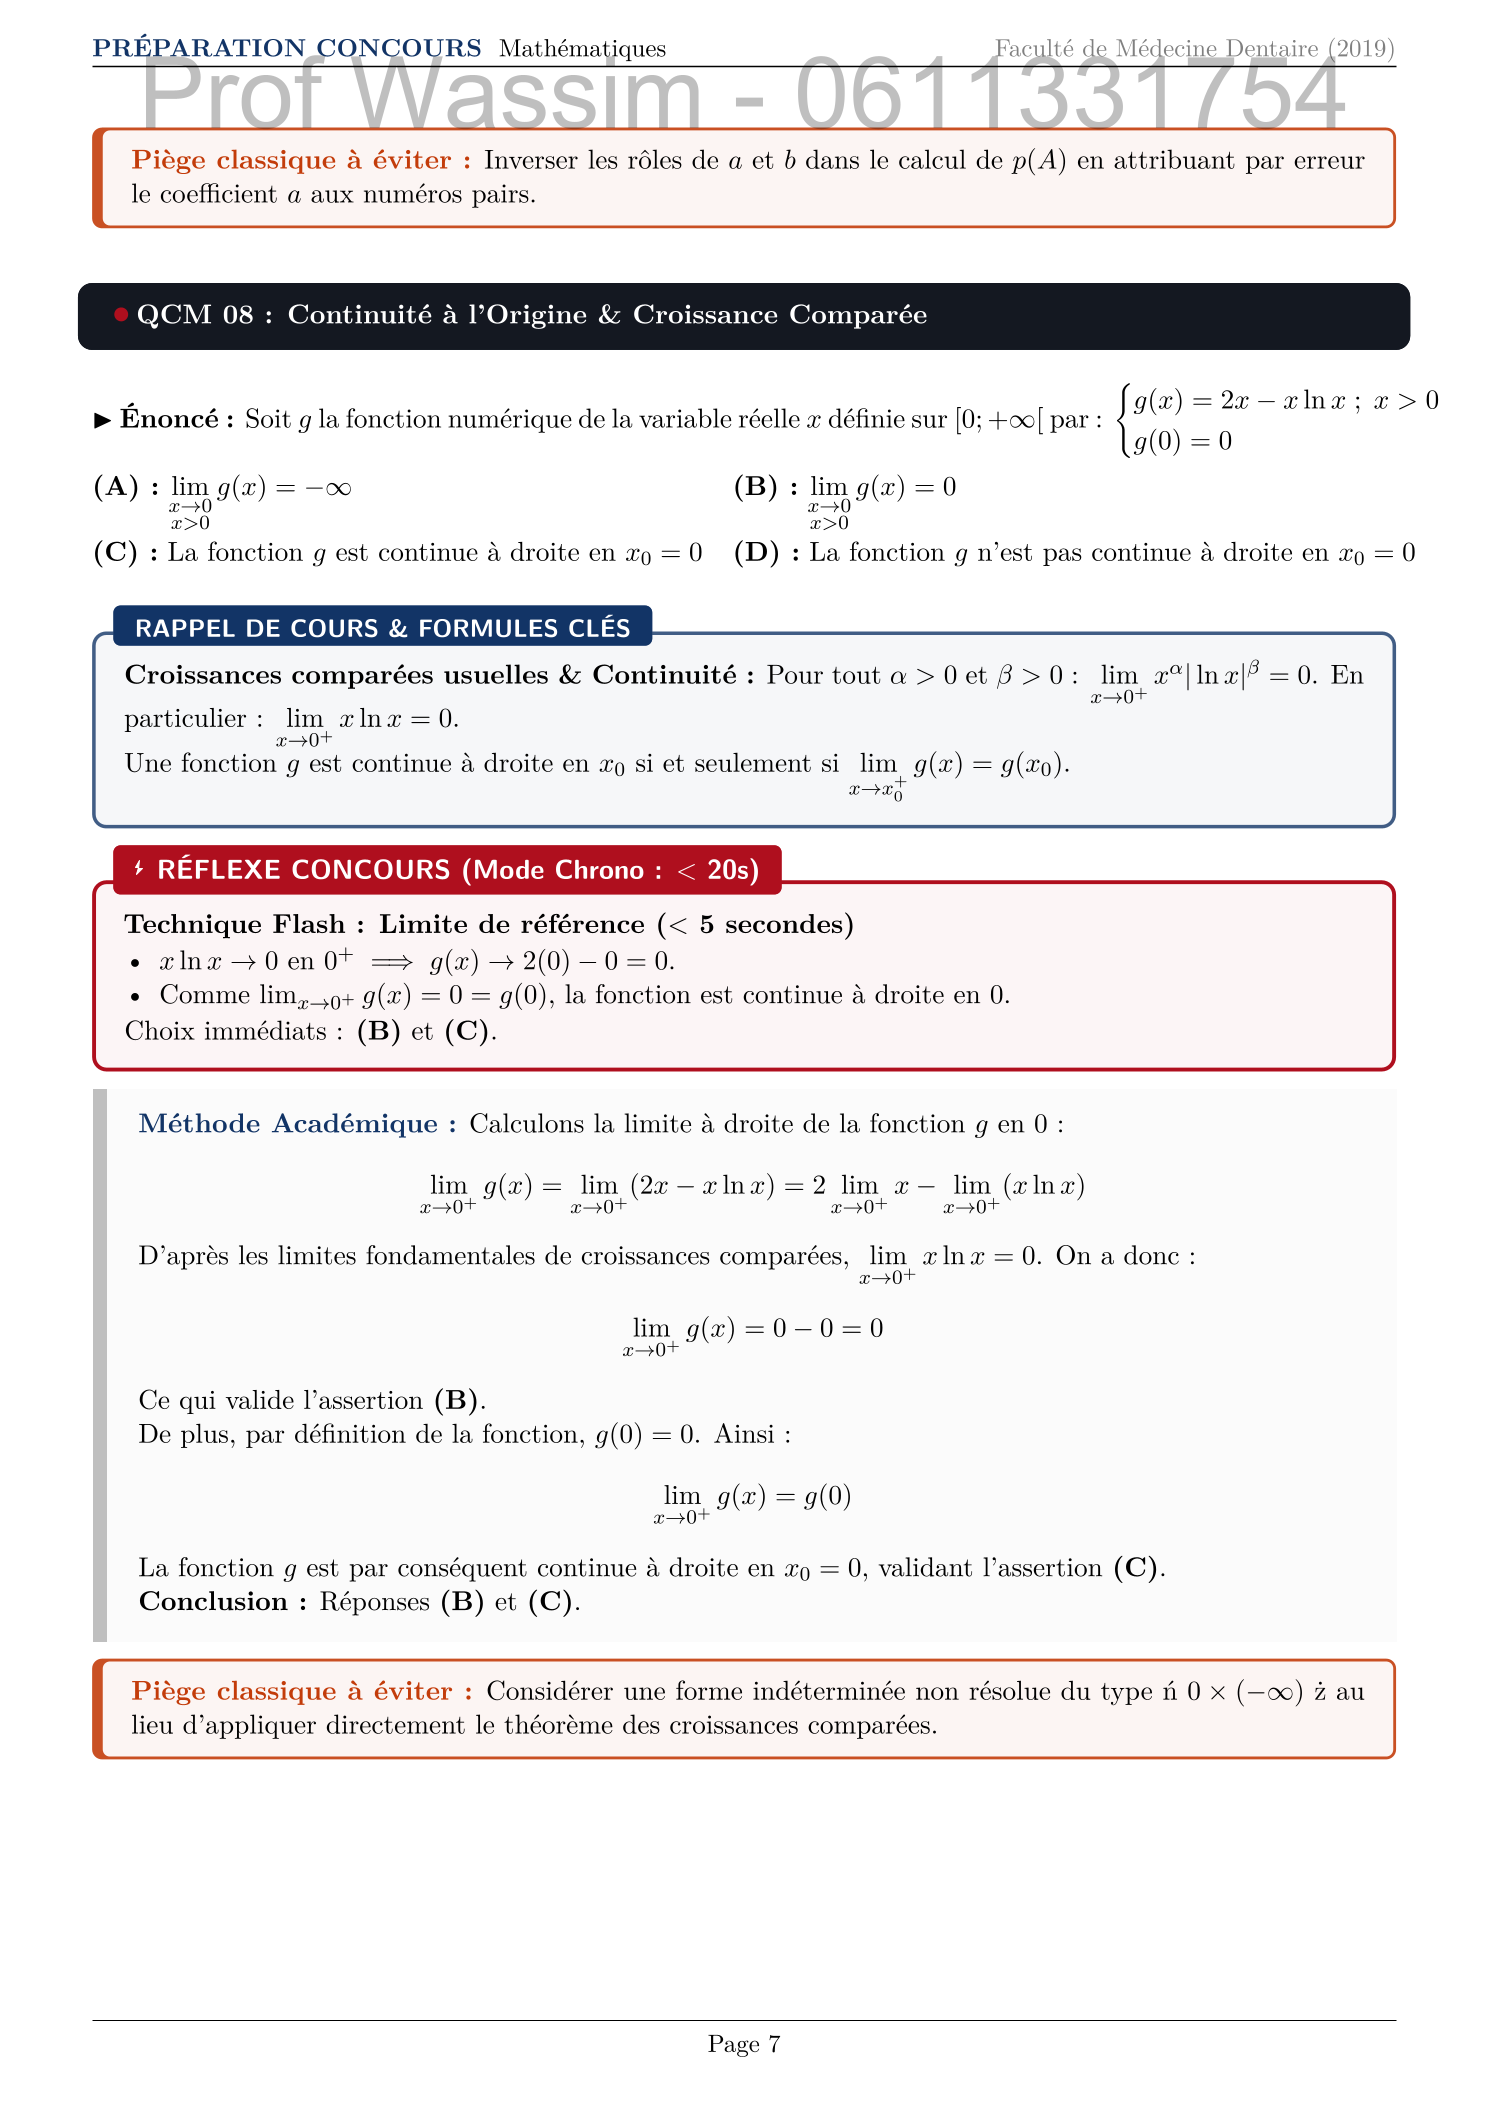 PRÉPARATION CONCOURS Mathématiques Faculté de Médecine Dentaire (2019)
Prof Wassim - 0611331754
Piège classique à éviter : Inverser les rôles de a et b dans le calcul de p(A) en attribuant par erreur
le coefficient a aux numéros pairs.
• QCM 08 : Continuité à l'Origine & Croissance Comparée
▶ Énoncé : Soit g la fonction numérique de la variable réelle x définie sur [0; +∞[ par : { g(x) = 2x − x ln x ; x > 0
g(0) = 0
(A) : lim_{x→0, x>0} g(x) = −∞ (B) : lim_{x→0, x>0} g(x) = 0
(C) : La fonction g est continue à droite en x₀ = 0 (D) : La fonction g n'est pas continue à droite en x₀ = 0
RAPPEL DE COURS & FORMULES CLÉS
Croissances comparées usuelles & Continuité : Pour tout α > 0 et β > 0 : lim_{x→0⁺} x^α| ln x|^β = 0. En
particulier : lim_{x→0⁺} x ln x = 0.
Une fonction g est continue à droite en x₀ si et seulement si lim_{x→x₀⁺} g(x) = g(x₀).
⚡ RÉFLEXE CONCOURS (Mode Chrono : < 20s)
Technique Flash : Limite de référence (< 5 secondes)
• x ln x → 0 en 0⁺ ⟹ g(x) → 2(0) − 0 = 0.
• Comme lim_{x→0⁺} g(x) = 0 = g(0), la fonction est continue à droite en 0.
Choix immédiats : (B) et (C).
Méthode Académique : Calculons la limite à droite de la fonction g en 0 :
lim_{x→0⁺} g(x) = lim_{x→0⁺} (2x − x ln x) = 2 lim_{x→0⁺} x − lim_{x→0⁺} (x ln x)
D'après les limites fondamentales de croissances comparées, lim_{x→0⁺} x ln x = 0. On a donc :
lim_{x→0⁺} g(x) = 0 − 0 = 0
Ce qui valide l'assertion (B).
De plus, par définition de la fonction, g(0) = 0. Ainsi :
lim_{x→0⁺} g(x) = g(0)
La fonction g est par conséquent continue à droite en x₀ = 0, validant l'assertion (C).
Conclusion : Réponses (B) et (C).
Piège classique à éviter : Considérer une forme indéterminée non résolue du type ń 0 × (−∞) ż au
lieu d'appliquer directement le théorème des croissances comparées.
Page 7